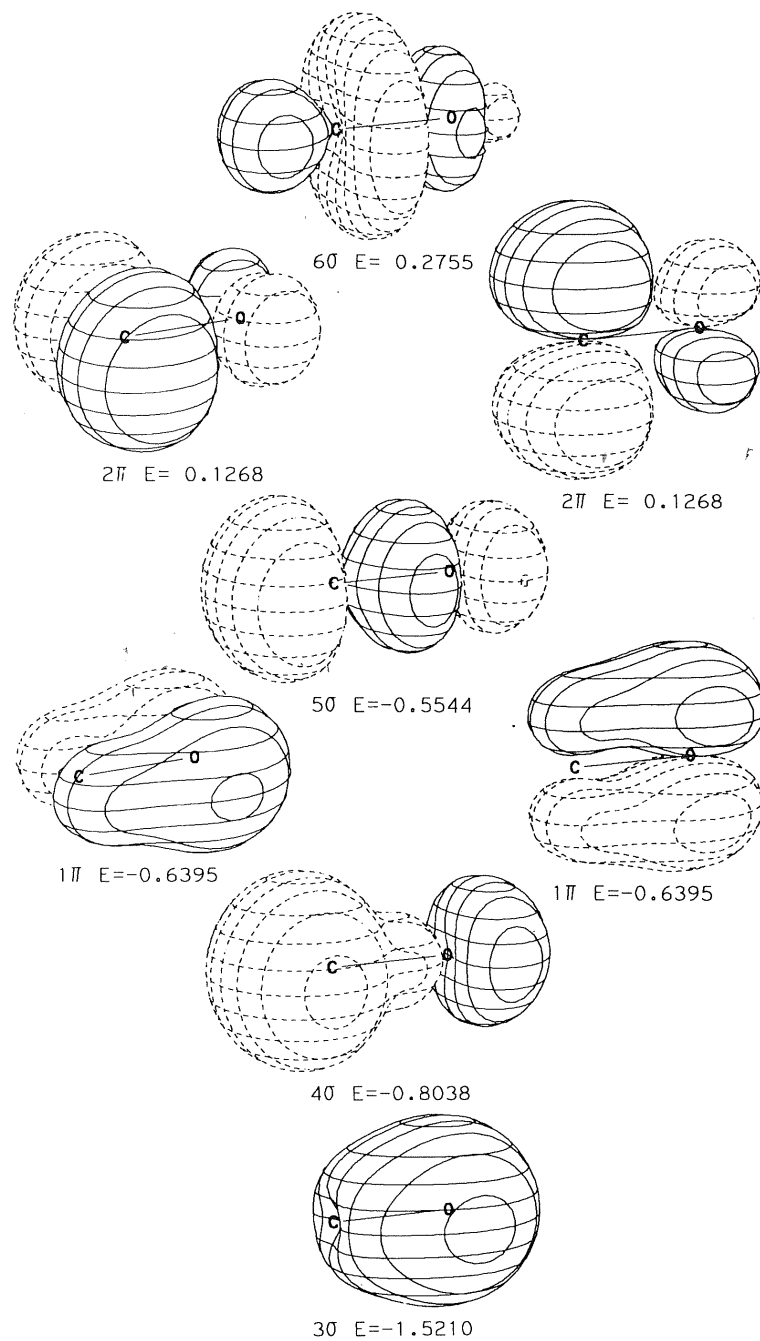 C O
6σ E= 0.2755
C O
C O
2π E= 0.1268
2π E= 0.1268
C O
5σ E=-0.5544
C O
C O
1π E=-0.6395
1π E=-0.6395
C O
4σ E=-0.8038
C O
3σ E=-1.5210